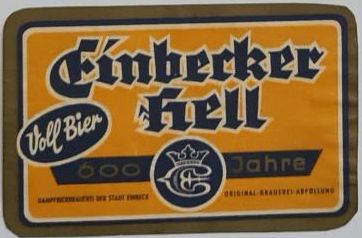 Einbecker
Hell
Voll Bier
600 Jahre
DAMPFBIERBRAUEREI DER STADT EINBECK
ORIGINAL-BRAUEREI-ABFÜLLUNG